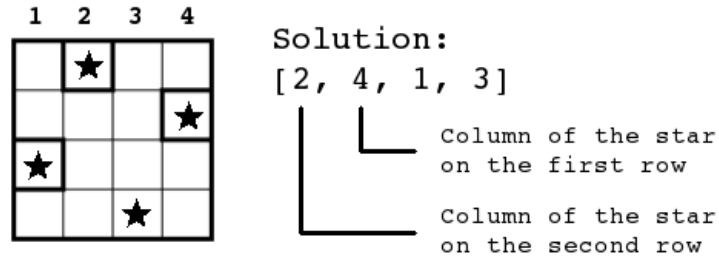 1 2 3 4
Solution:
[2, 4, 1, 3]
Column of the star
on the first row
Column of the star
on the second row